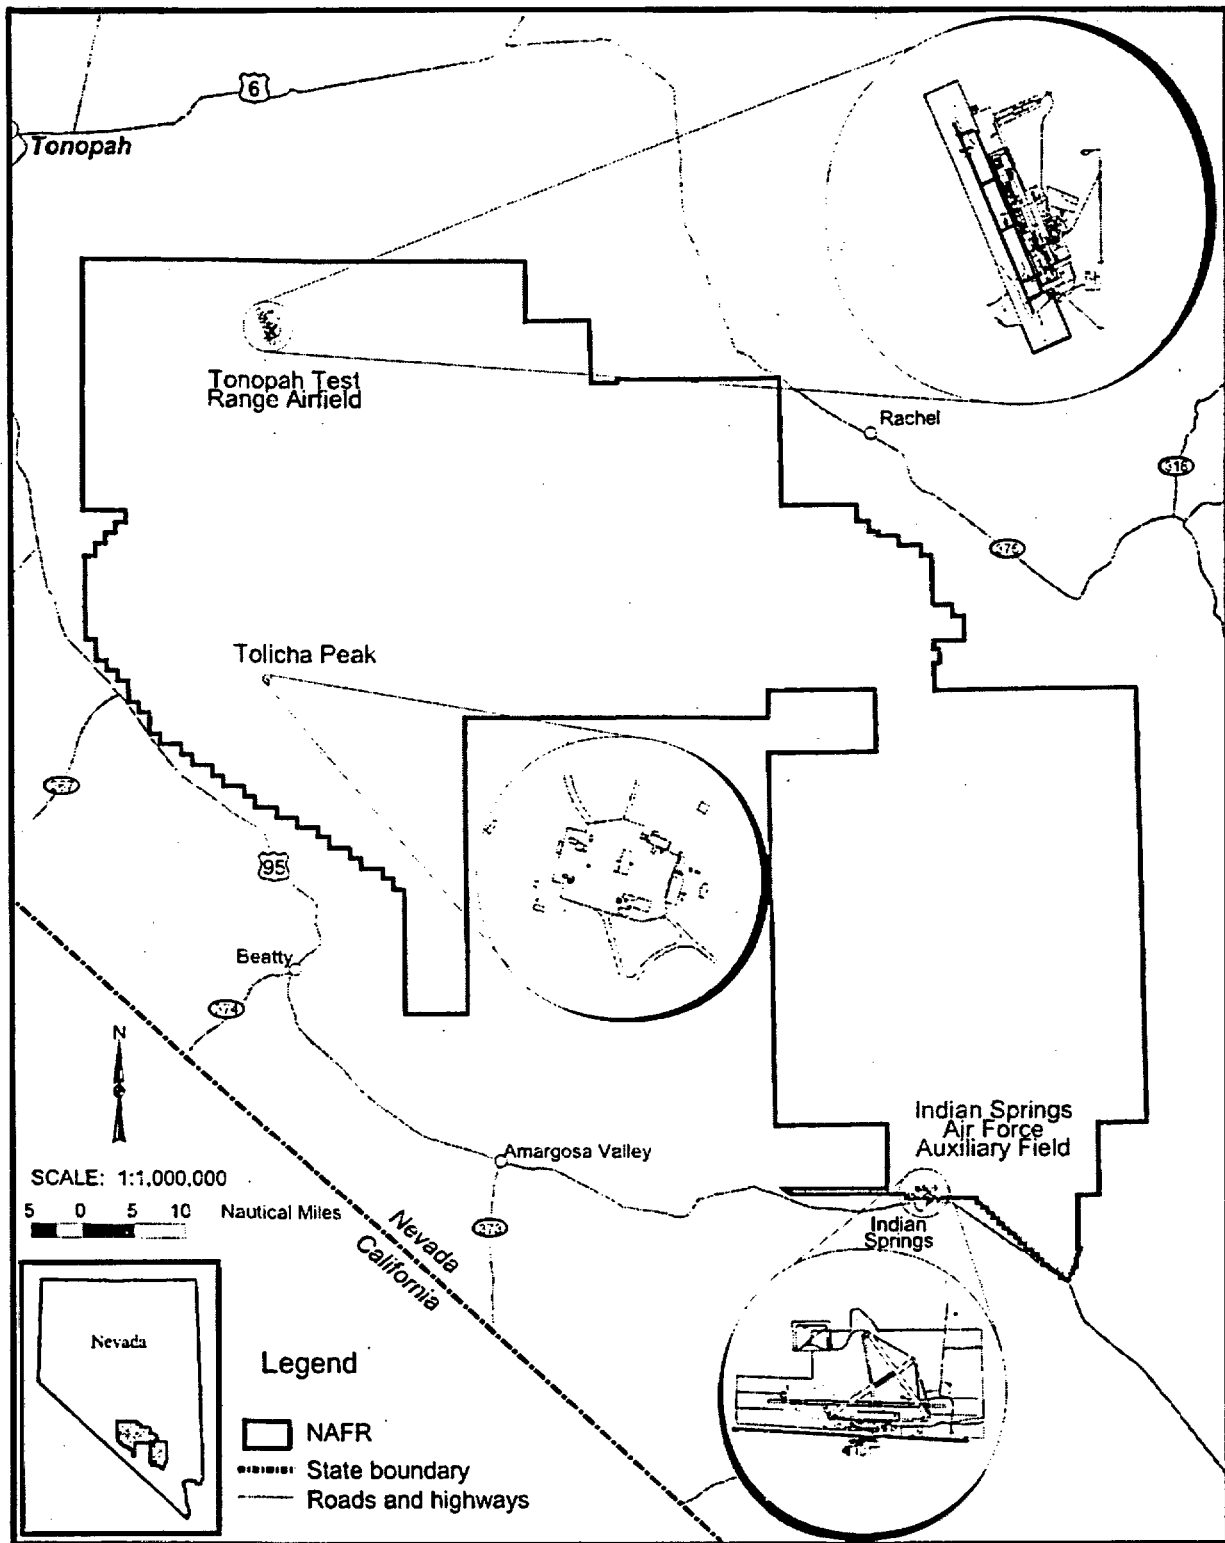 6
Tonopah
Tonopah Test
Range Airfield
Rachel
318
375
Tolicha Peak
267
95
Beatty
374
N
Indian Springs
Air Force
Auxiliary Field
Amargosa Valley
SCALE: 1:1,000,000
5 0 5 10 Nautical Miles
Nevada
California
373
Indian
Springs
Nevada
Legend
NAFR
State boundary
Roads and highways